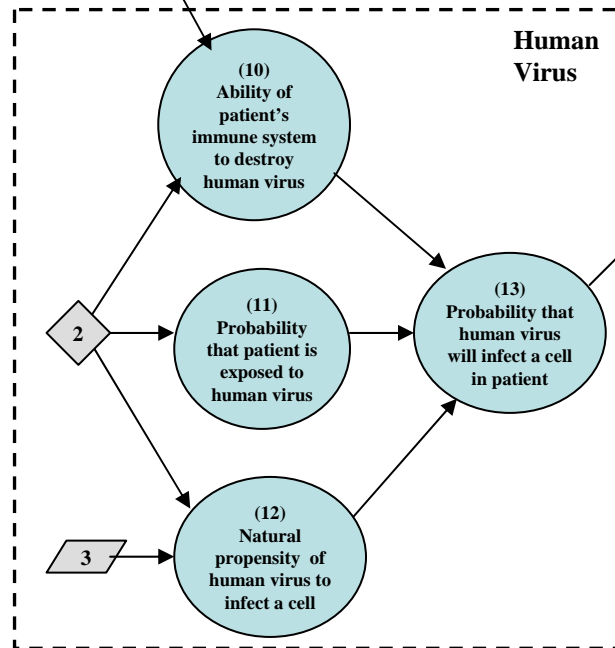 Human
Virus
(10)
Ability of
patient's
immune system
to destroy
human virus
2
(11)
Probability
that patient is
exposed to
human virus
(13)
Probability that
human virus
will infect a cell
in patient
3
(12)
Natural
propensity of
human virus to
infect a cell